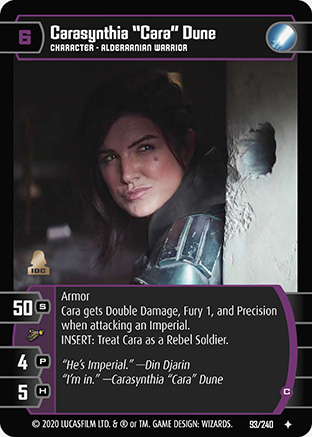 6
Carasynthia "Cara" Dune
CHARACTER - ALDERAANIAN WARRIOR
IDC
50 S
4 P
5 H
Armor
Cara gets Double Damage, Fury 1, and Precision
when attacking an Imperial.
INSERT: Treat Cara as a Rebel Soldier.
"He's Imperial." —Din Djarin
"I'm in." —Carasynthia "Cara" Dune
C
© 2020 LUCASFILM LTD. & ® or TM. GAME DESIGN: WIZARDS.
93/240